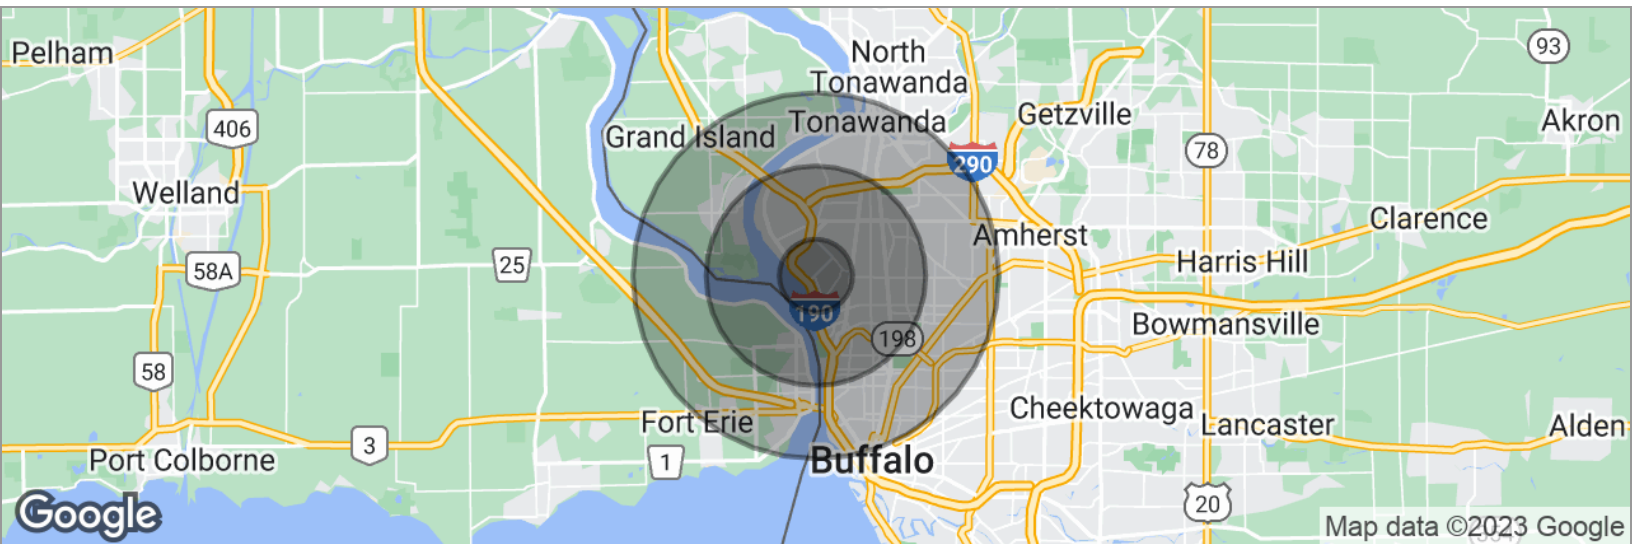 Pelham
North
Tonawanda
93
406
Grand Island
Tonawanda
Getzville
Akron
290
78
Welland
Clarence
Amherst
58A
25
Harris Hill
190
198
Bowmansville
58
Fort Erie
Cheektowaga
Lancaster
Alden
3
Port Colborne
1
Buffalo
20
Google
Map data ©2023 Google